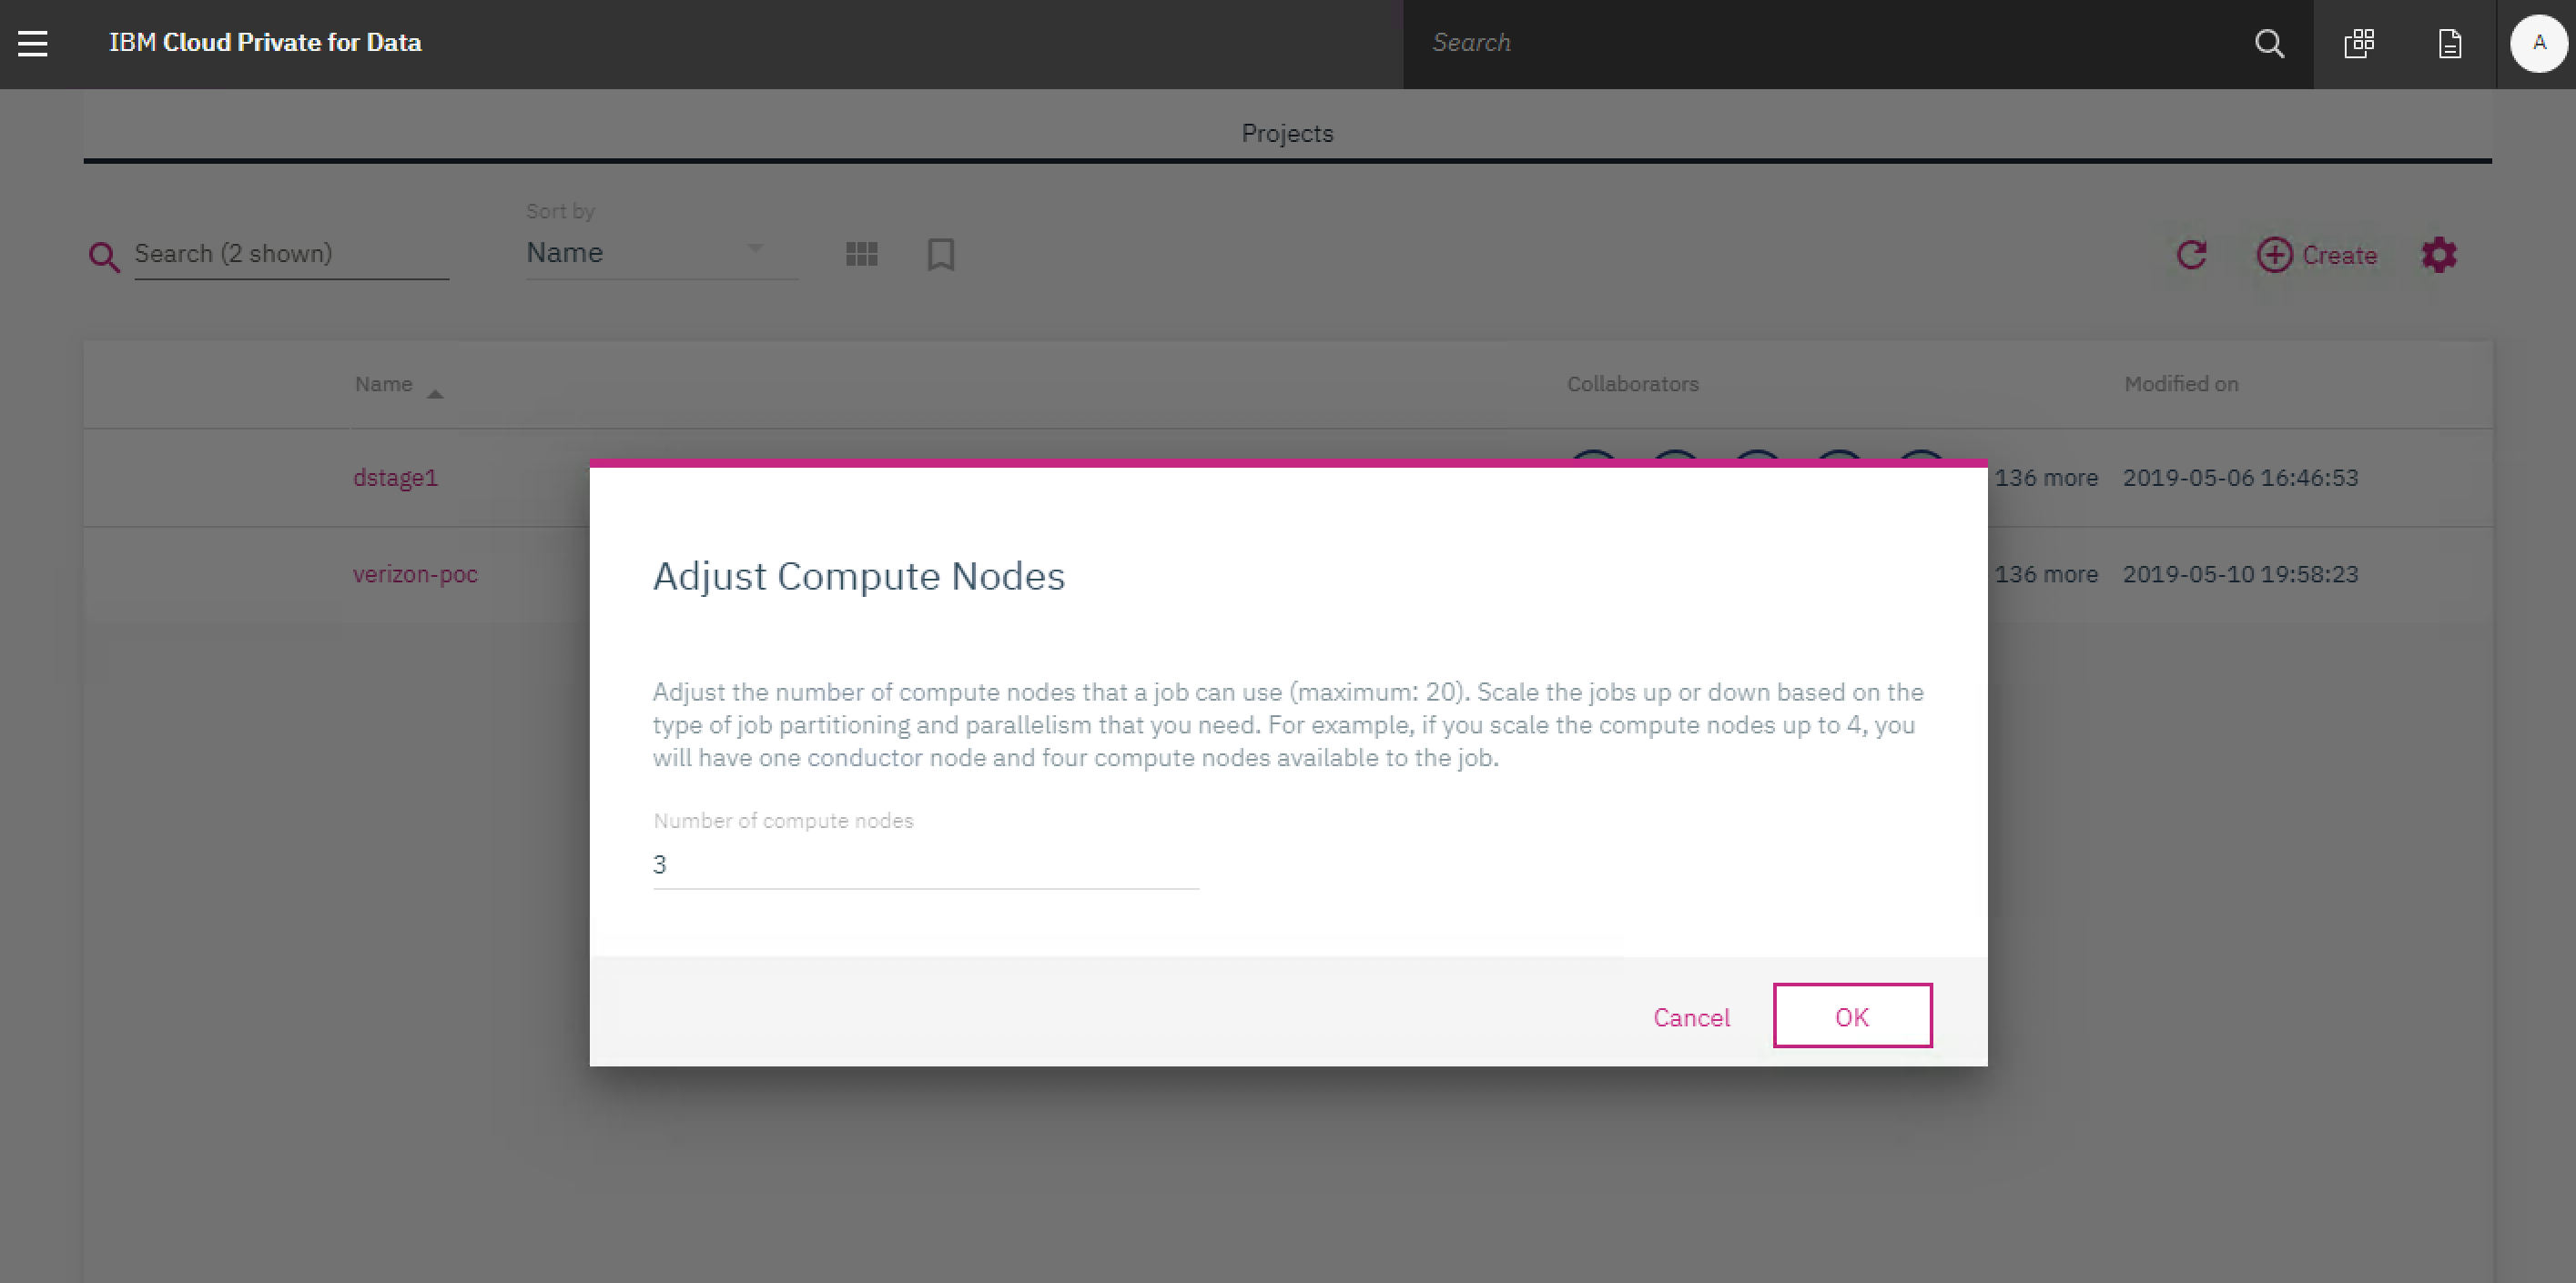 IBM Cloud Private for Data
Search
A
Projects
Sort by
Search (2 shown)
Name
Create
Name
Collaborators
Modified on
dstage1
136 more
2019-05-06 16:46:53
verizon-poc
136 more
2019-05-10 19:58:23
Adjust Compute Nodes
Adjust the number of compute nodes that a job can use (maximum: 20). Scale the jobs up or down based on the
type of job partitioning and parallelism that you need. For example, if you scale the compute nodes up to 4, you
will have one conductor node and four compute nodes available to the job.
Number of compute nodes
3
Cancel
OK